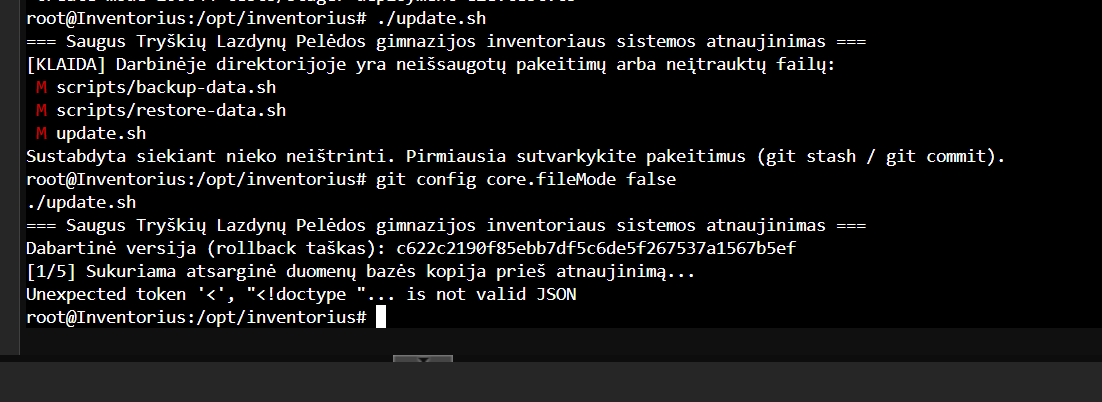 root@Inventorius:/opt/inventorius# ./update.sh
=== Saugus Tryškių Lazdynų Pelėdos gimnazijos inventoriaus sistemos atnaujinimas ===
[KLAIDA] Darbinėje direktorijoje yra neišsaugotų pakeitimų arba neįtrauktų failų:
M scripts/backup-data.sh
M scripts/restore-data.sh
M update.sh
Sustabdyta siekiant nieko neištrinti. Pirmiausia sutvarkykite pakeitimus (git stash / git commit).
root@Inventorius:/opt/inventorius# git config core.fileMode false
./update.sh
=== Saugus Tryškių Lazdynų Pelėdos gimnazijos inventoriaus sistemos atnaujinimas ===
Dabartinė versija (rollback taškas): c622c2190f85ebb7df5c6de5f267537a1567b5ef
[1/5] Sukuriama atsarginė duomenų bazės kopija prieš atnaujinimą...
Unexpected token '<', "<!doctype "... is not valid JSON
root@Inventorius:/opt/inventorius#